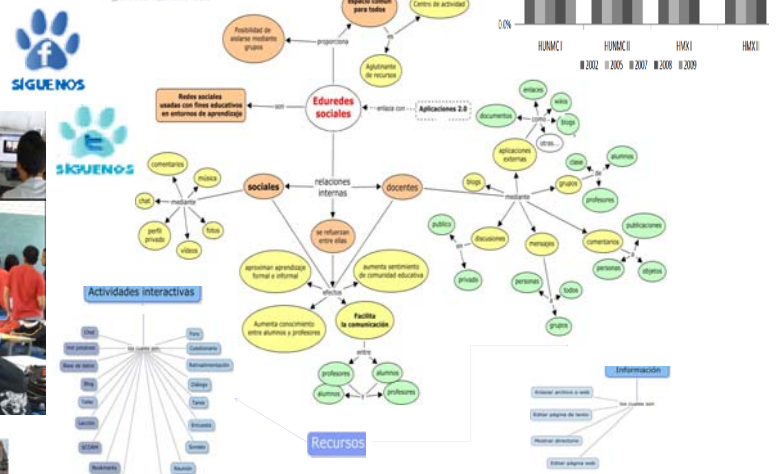 espacio común
para todos
Centro de actividad
Posibilidad de
aislarse mediante
grupos
proporciona
es
Aglutinante
de recursos
SÍGUENOS
0.0%
HUNMC I
HUNMC II
HMX I
HMX II
2002
2005
2007
2008
2009
Redes sociales
usadas con fines educativos
en entornos de aprendizaje
son
Eduredes
sociales
enlaza con
Aplicaciones 2.0
SÍGUENOS
enlaces
wikis
documentos
como
blogs
otras...
aplicaciones
externas
clase
alumnos
de
grupos
profesores
blogs
mediante
comentarios
música
chat
mediante
perfil
privado
vídeos
fotos
sociales
relaciones
internas
docentes
se refuerzan
entre ellas
publico
en
discusiones
privado
mensajes
personas
todos
grupos
comentarios
publicaciones
a
personas
objetos
aproximan aprendizaje
formal e informal
aumenta sentimiento
de comunidad educativa
efectos
Aumenta conocimiento
entre alumnos y profesores
Facilita
la comunicación
entre
profesores
alumnos
alumnos
y
profesores
Actividades interactivas
los cuales son
Chat
Hot potatoes
Base de datos
Blog
Taller
Lección
SCORM
Bookmarks
Foro
Cuestionario
Retroalimentación
Diálogo
Tarea
Encuesta
Sondeo
Reunión
Recursos
Información
los cuales son
Enlazar archivo o web
Editar página de texto
Mostrar directorio
Editar página web